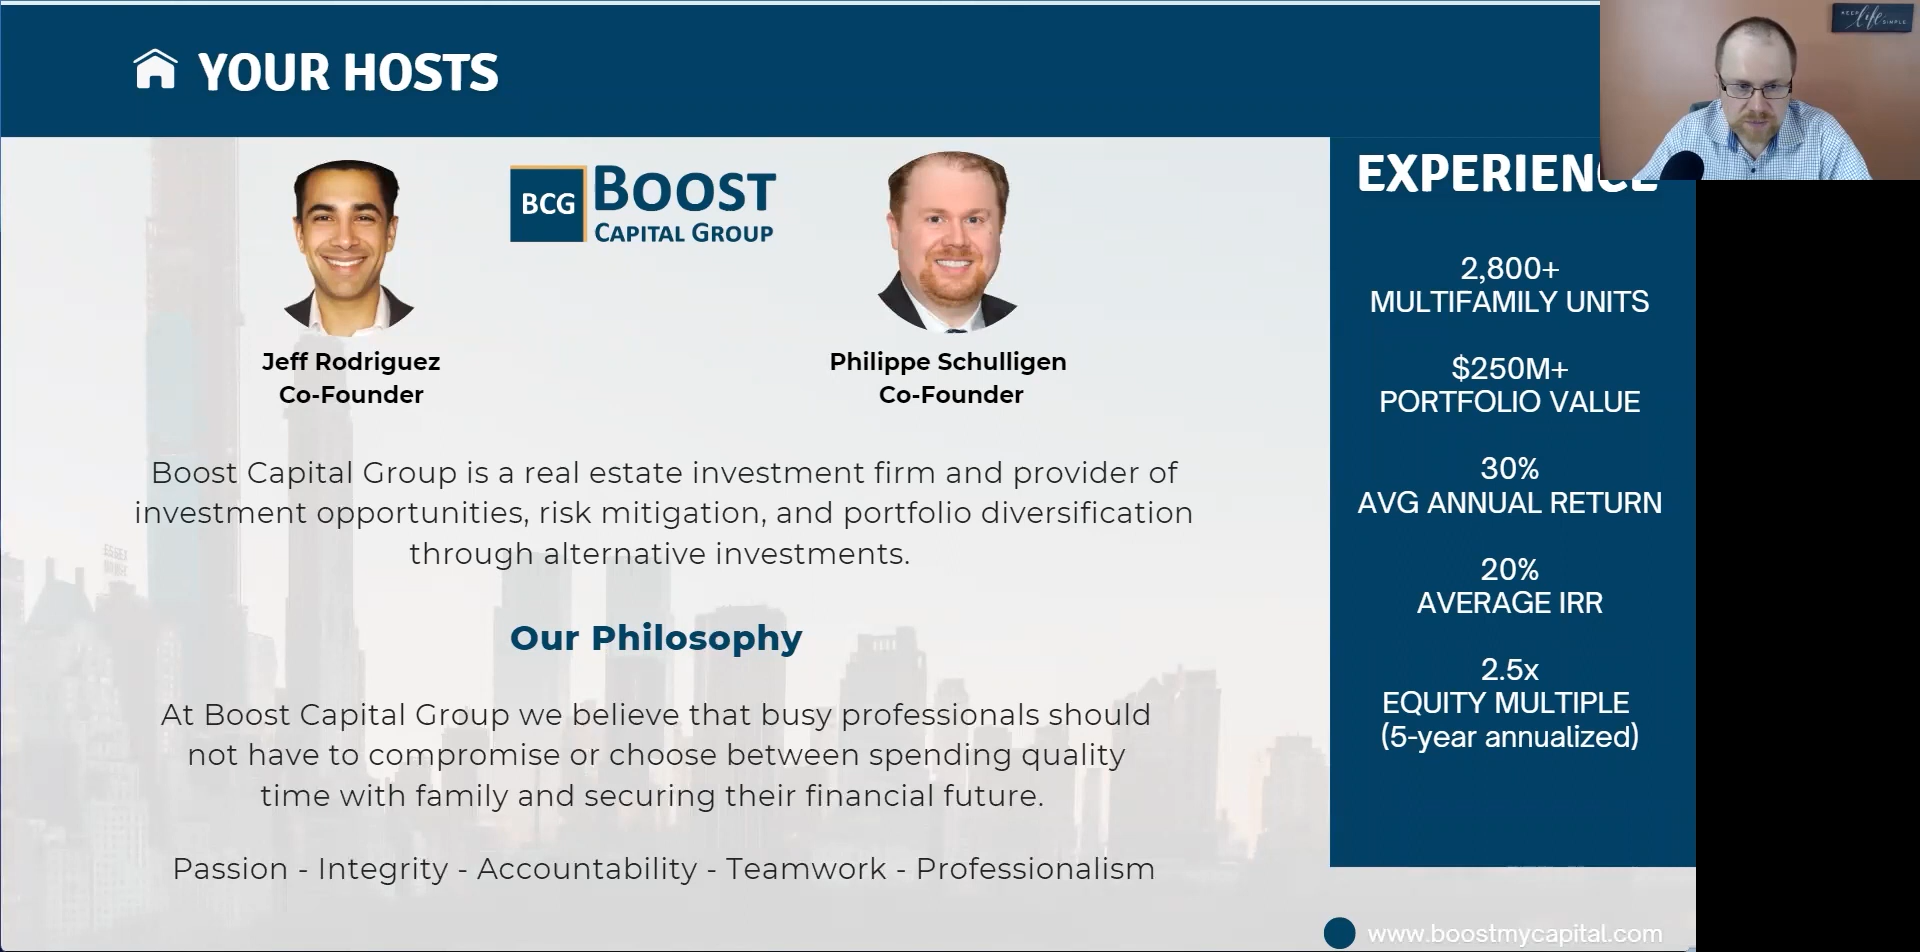 YOUR HOSTS
KEEP
life
SIMPLE
BCG
BOOST
CAPITAL GROUP
Jeff Rodriguez
Co-Founder
Philippe Schulligen
Co-Founder
Boost Capital Group is a real estate investment firm and provider of
investment opportunities, risk mitigation, and portfolio diversification
through alternative investments.
Our Philosophy
At Boost Capital Group we believe that busy professionals should
not have to compromise or choose between spending quality
time with family and securing their financial future.
Passion - Integrity - Accountability - Teamwork - Professionalism
EXPERIENCE
2,800+
MULTIFAMILY UNITS
$250M+
PORTFOLIO VALUE
30%
AVG ANNUAL RETURN
20%
AVERAGE IRR
2.5x
EQUITY MULTIPLE
(5-year annualized)
www.boostmycapital.com